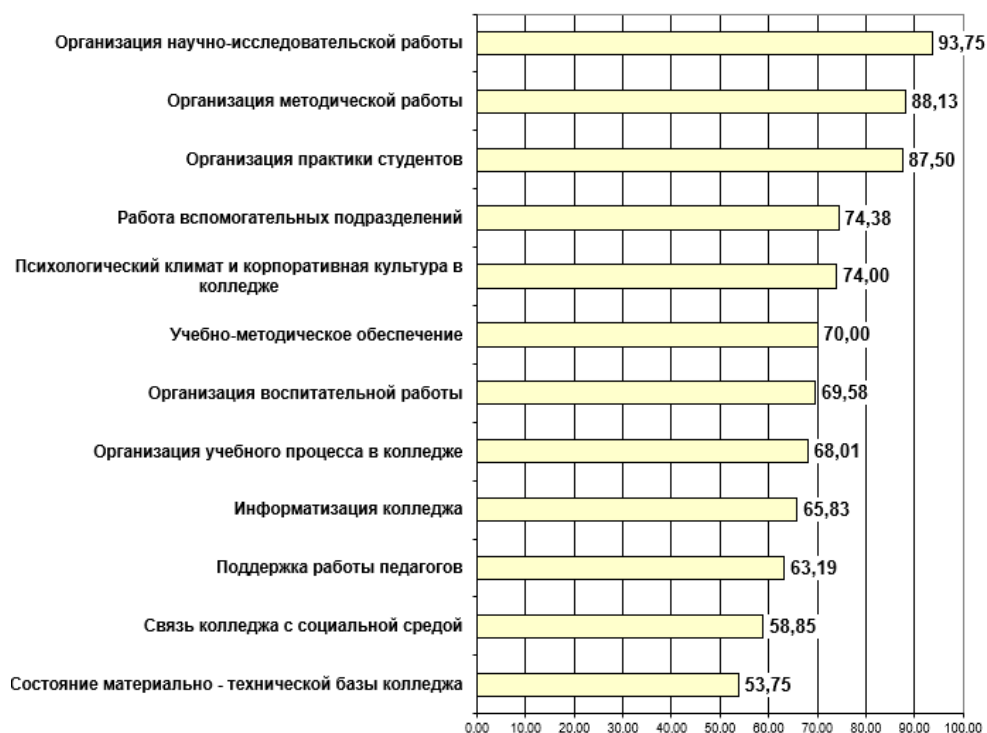 Организация научно-исследовательской работы
93,75
Организация методической работы
88,13
Организация практики студентов
87,50
Работа вспомогательных подразделений
74,38
Психологический климат и корпоративная культура в
колледже
74,00
Учебно-методическое обеспечение
70,00
Организация воспитательной работы
69,58
Организация учебного процесса в колледже
68,01
Информатизация колледжа
65,83
Поддержка работы педагогов
63,19
Связь колледжа с социальной средой
58,85
Состояние материально - технической базы колледжа
53,75
0.00 10.00 20.00 30.00 40.00 50.00 60.00 70.00 80.00 90.00 100.00